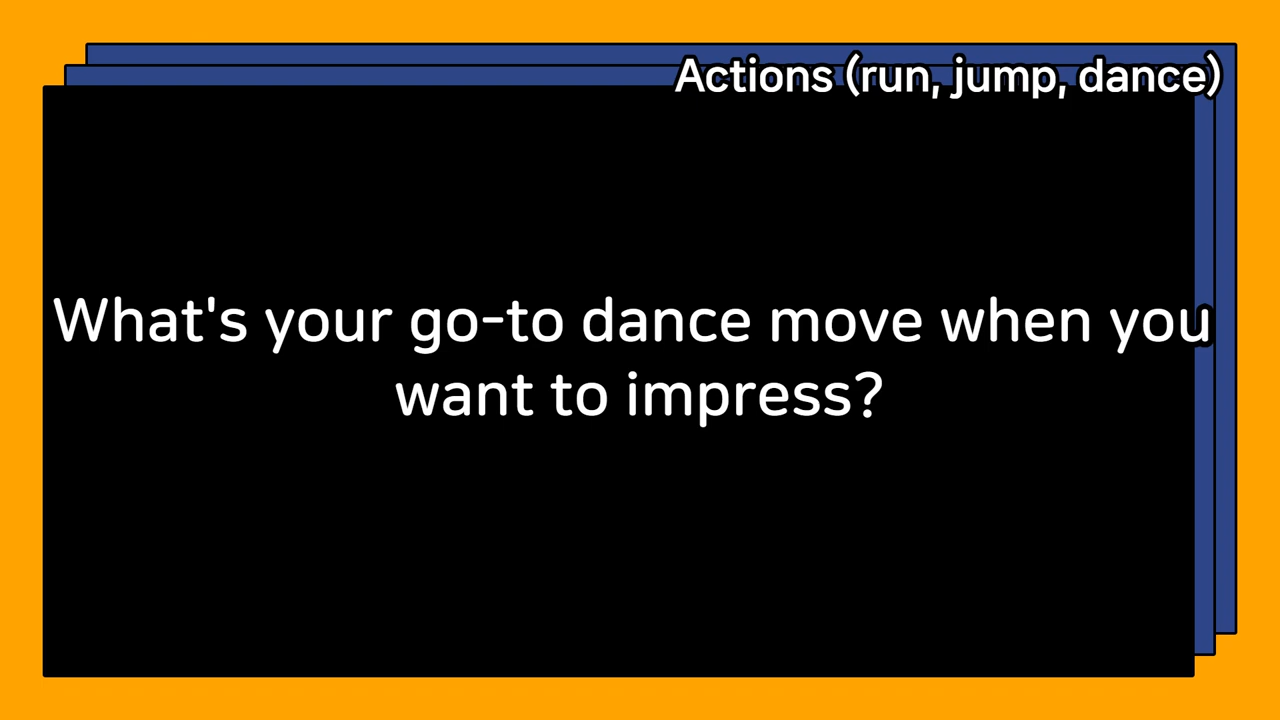 Actions (run, jump, dance)
What's your go-to dance move when you
want to impress?